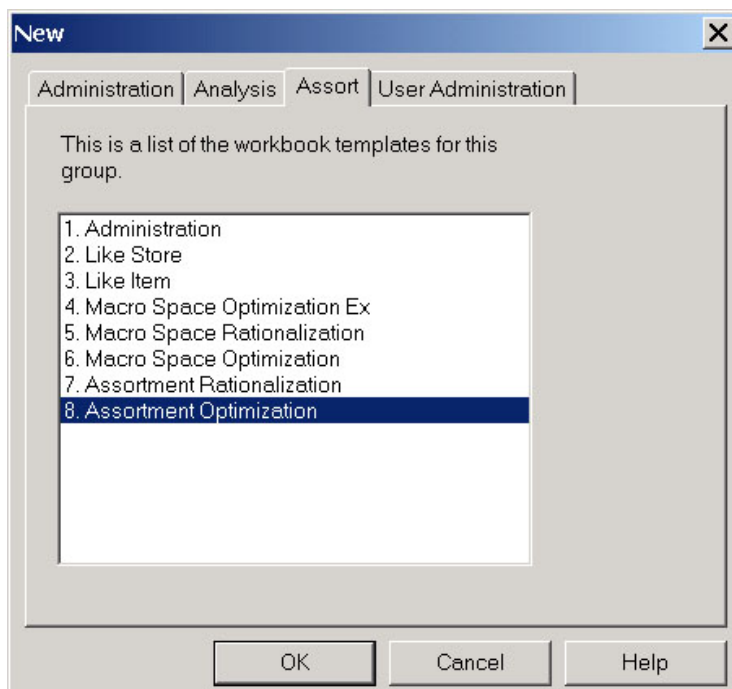 New
Administration Analysis Assort User Administration
This is a list of the workbook templates for this
group.
1. Administration
2. Like Store
3. Like Item
4. Macro Space Optimization Ex
5. Macro Space Rationalization
6. Macro Space Optimization
7. Assortment Rationalization
8. Assortment Optimization
OK Cancel Help